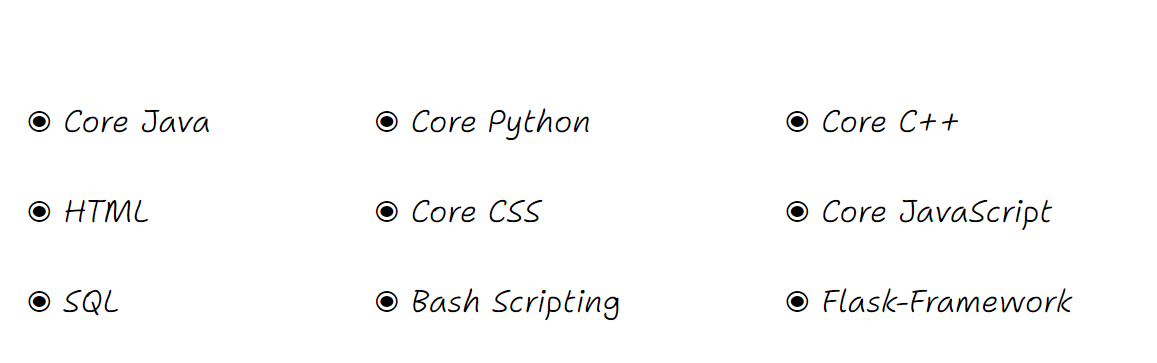 ◉ Core Java ◉ Core Python ◉ Core C++
◉ HTML ◉ Core CSS ◉ Core JavaScript
◉ SQL ◉ Bash Scripting ◉ Flask-Framework